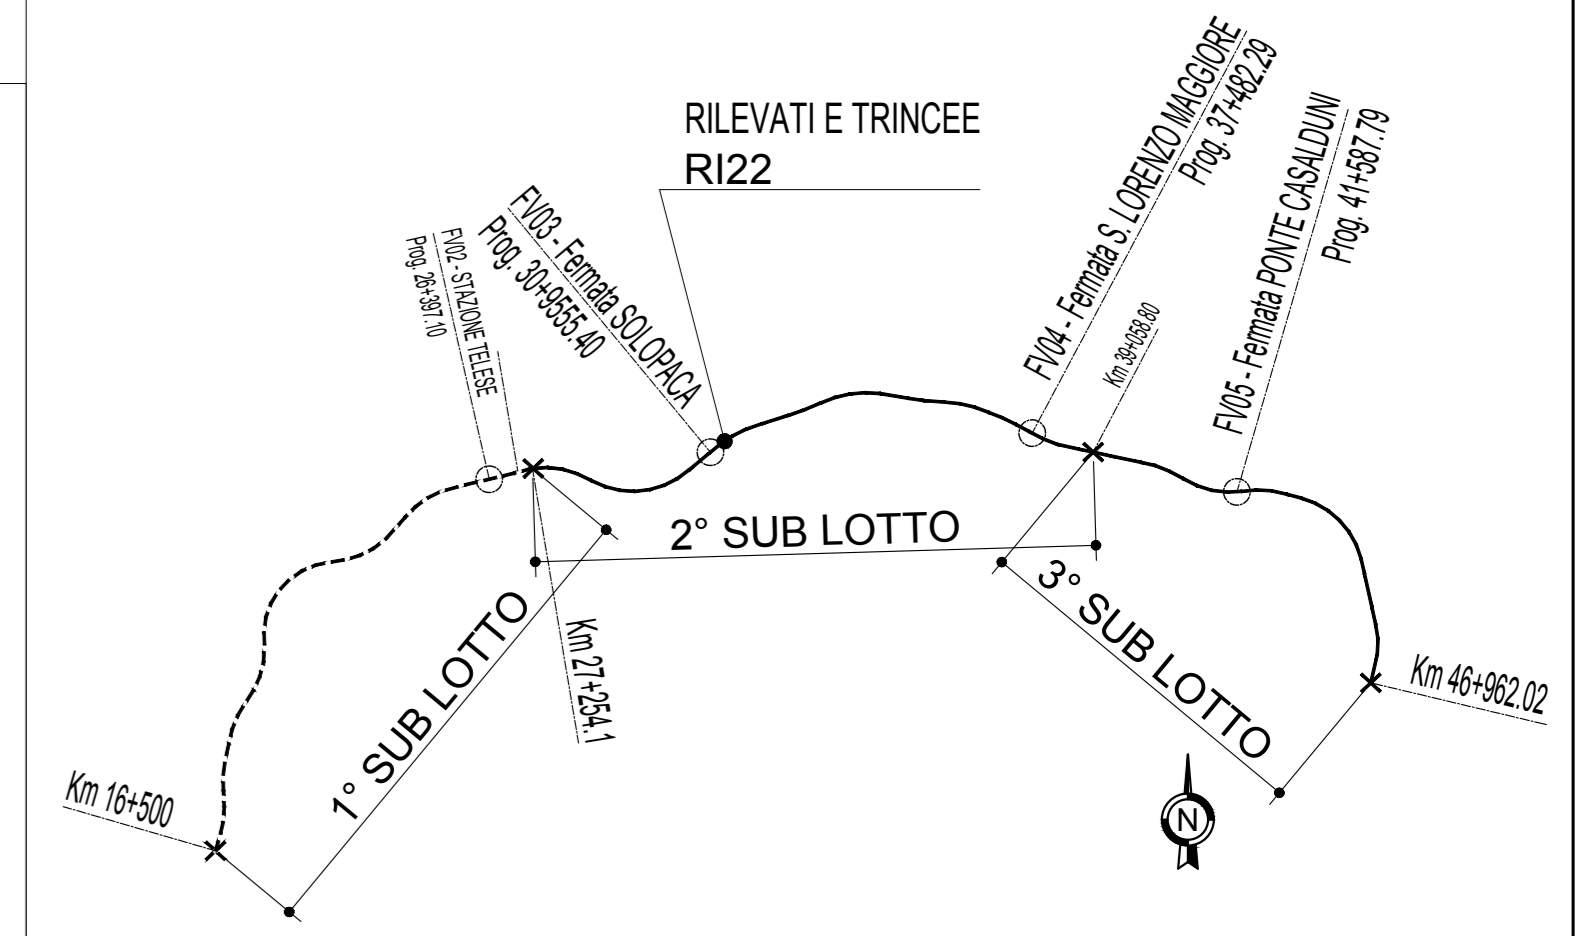 RILEVATI E TRINCEE
RI22
FV02 - STAZIONE TELESE
Prog. 26+397.10
FV03 - Fermata SOLOPACA
Prog. 30+9555.40
FV04 - Fermata S. LORENZO MAGGIORE
Prog. 37+482.29
Km 39+058.80
FV05 - Fermata PONTE CASALDUNI
Prog. 41+587.79
1° SUB LOTTO
2° SUB LOTTO
3° SUB LOTTO
Km 16+500
Km 27+254.1
Km 46+962.02
N